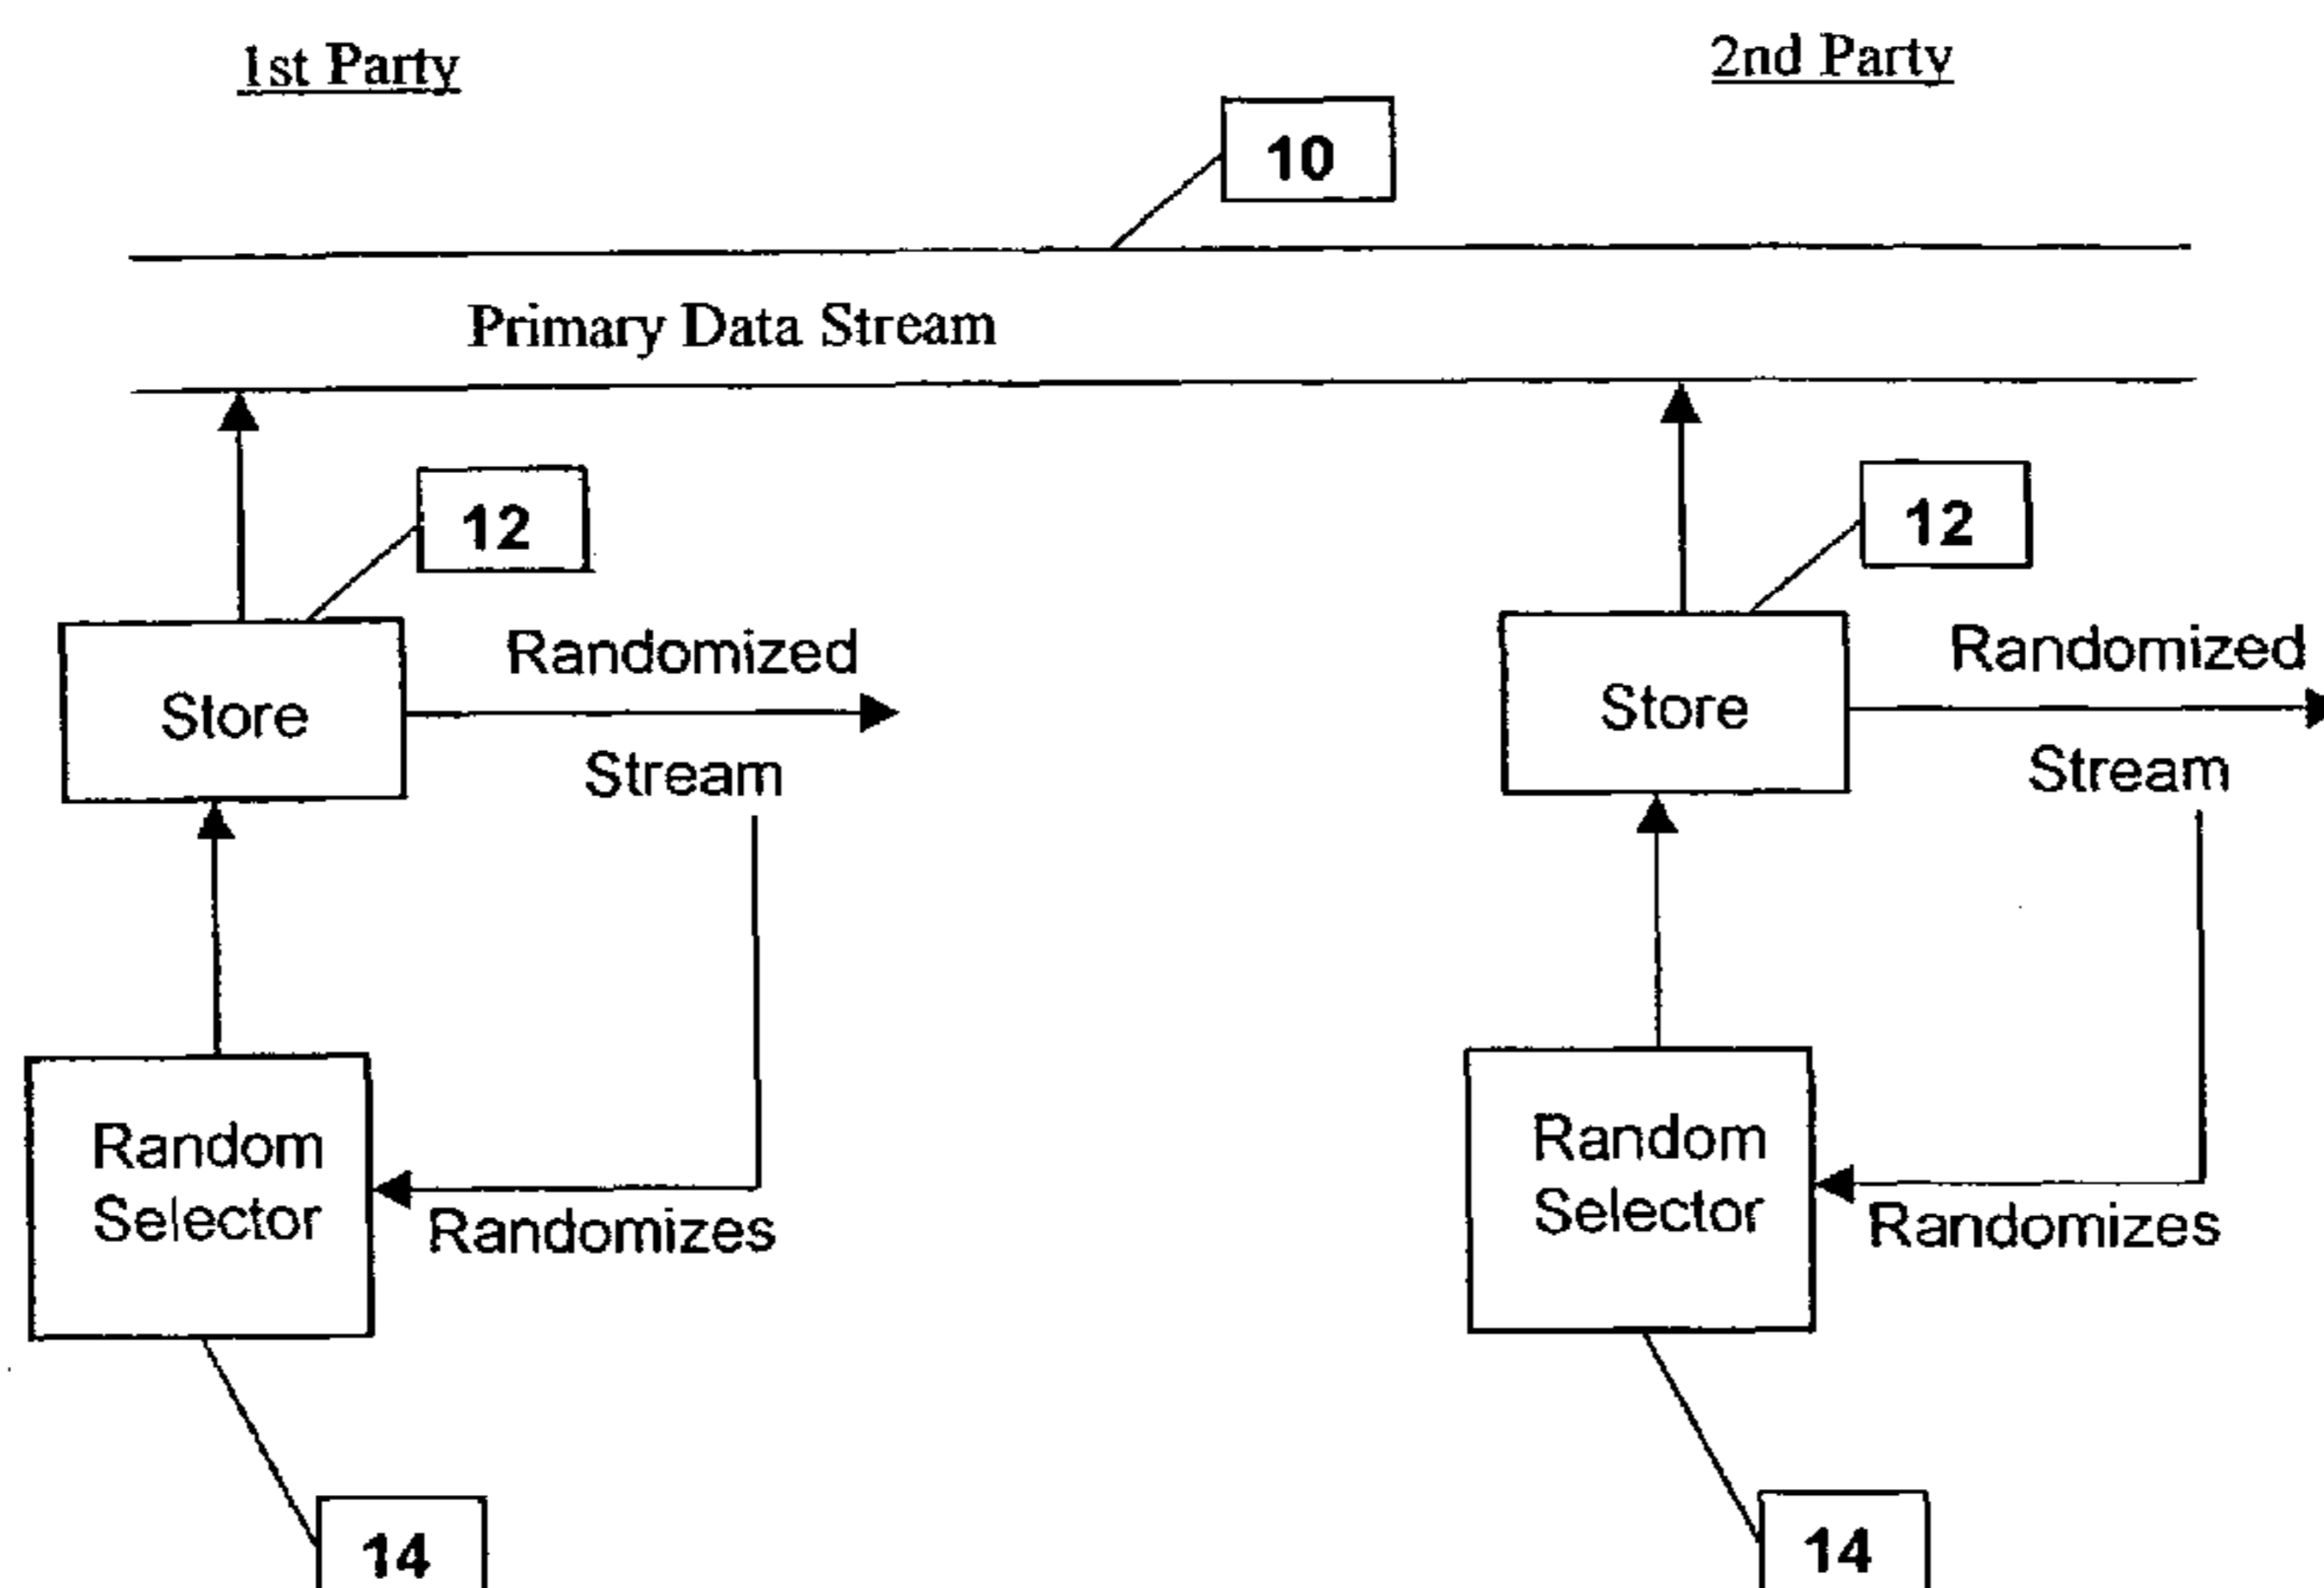 1st Party
2nd Party
10
Primary Data Stream
12
12
Randomized
Randomized
Store
Store
Stream
Stream
Random
Selector
Random
Selector
Randomizes
Randomizes
14
14